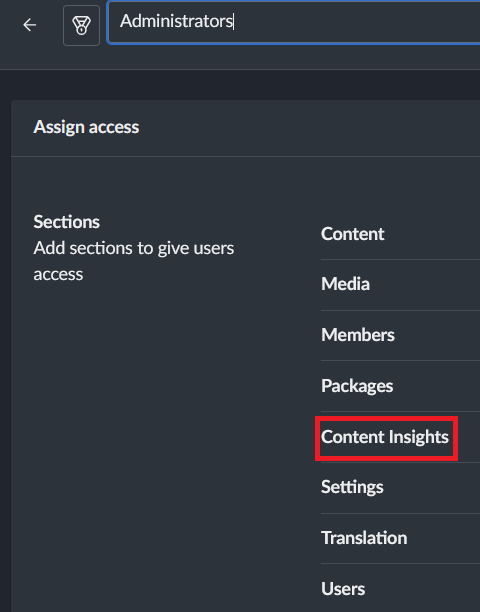 Administrators
Assign access
Sections
Add sections to give users
access
Content
Media
Members
Packages
Content Insights
Settings
Translation
Users